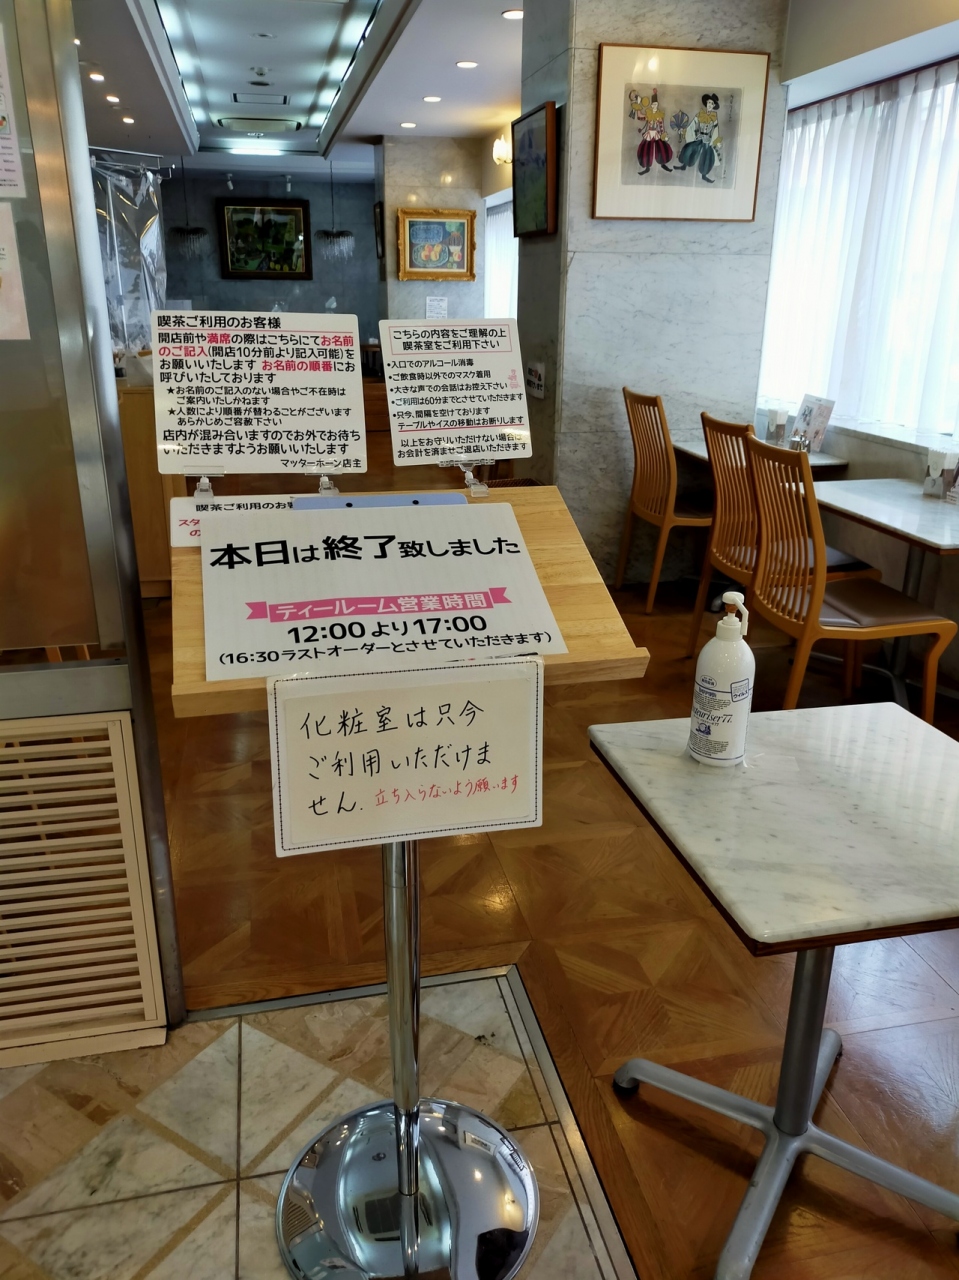 喫茶ご利用のお客様
開店前や満席の際はこちらにてお名前
のご記入(開店10分前より記入可能)を
お願いいたします お名前の順番にお
呼びいたしております
★お名前のご記入のない場合やご不在時は
ご案内いたしかねます
★人数により順番が替わることがございます
あらかじめご容赦下さい
店内が混み合いますのでお外でお待ち
いただきますようお願いいたします
マッターホーン店主
こちらの内容をご理解の上
喫茶室をご利用下さい
•入口でのアルコール消毒
•ご飲食時以外でのマスク着用
•大きな声での会話はお控え下さい
•ご利用は60分までとさせていただきます
•只今、間隔を空けております
テーブルやイスの移動はお断りします
以上をお守りいただけない場合は
お会計を済ませご退店いただきます
喫茶ご利用のお客
スタ
の
本日は終了致しました
ティールーム営業時間
12:00より17:00
(16:30ラストオーダーとさせていただきます)
化粧室は只今
ご利用いただけま
せん. 立ち入らないよう願います